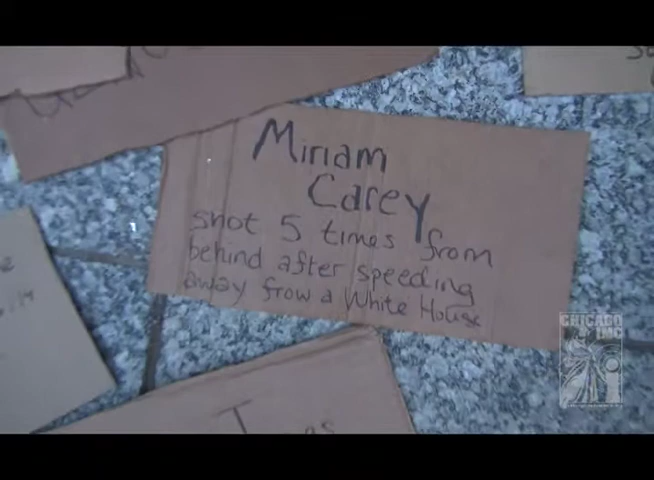 Miriam
Carey
shot 5 times from
behind after speeding
away from a White House
CHICAGO
IMC